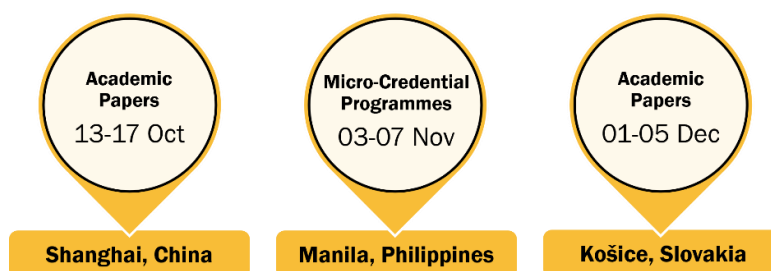 Academic
Papers
13-17 Oct
Shanghai, China
Micro-Credential
Programmes
03-07 Nov
Manila, Philippines
Academic
Papers
01-05 Dec
Košice, Slovakia